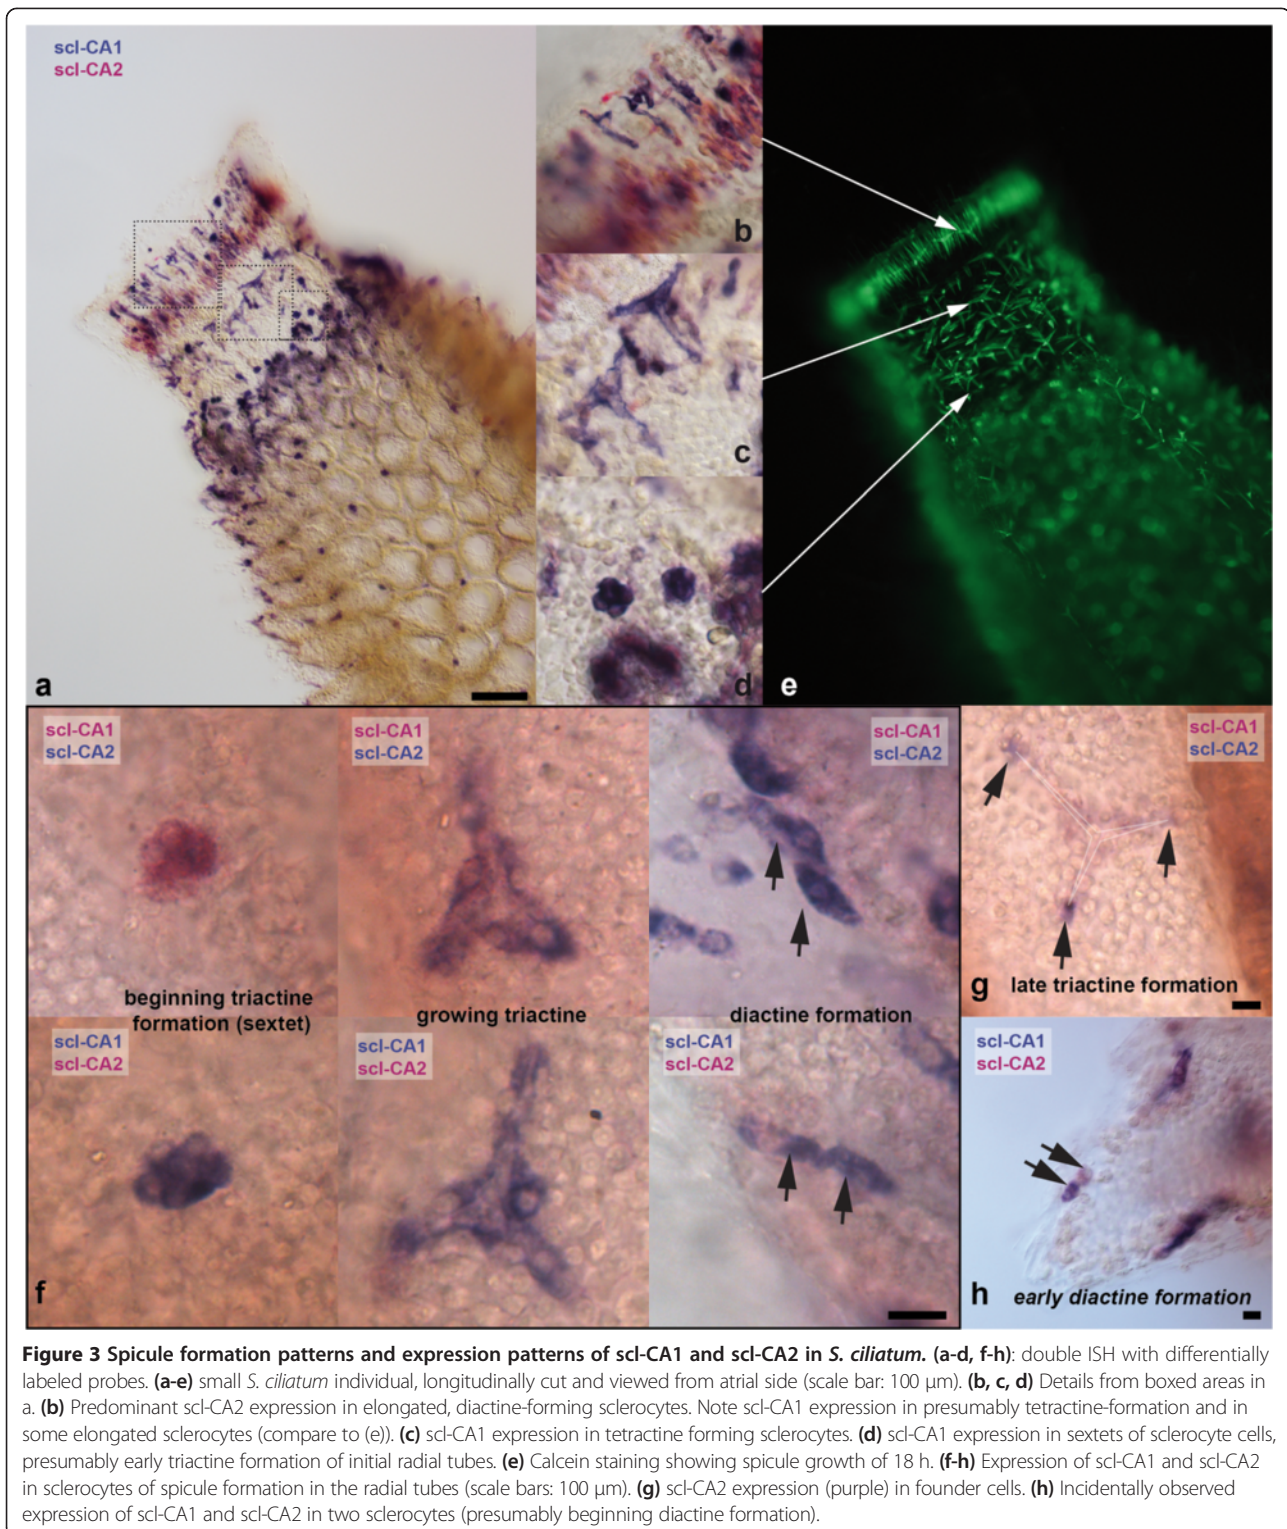 scl-CA1
scl-CA2
a
b
c
d
e
scl-CA1
scl-CA2
beginning triactine
formation (sextet)
scl-CA1
scl-CA2
growing triactine
scl-CA1
scl-CA2
diactine formation
scl-CA1
scl-CA2
g
late triactine formation
scl-CA1
scl-CA2
f
scl-CA1
scl-CA2
scl-CA1
scl-CA2
scl-CA1
scl-CA2
h
early diactine formation
Figure 3 Spicule formation patterns and expression patterns of scl-CA1 and scl-CA2 in S. ciliatum. (a-d, f-h): double ISH with differentially
labeled probes. (a-e) small S. ciliatum individual, longitudinally cut and viewed from atrial side (scale bar: 100 μm). (b, c, d) Details from boxed areas in
a. (b) Predominant scl-CA2 expression in elongated, diactine-forming sclerocytes. Note scl-CA1 expression in presumably tetractine-formation and in
some elongated sclerocytes (compare to (e)). (c) scl-CA1 expression in tetractine forming sclerocytes. (d) scl-CA1 expression in sextets of sclerocyte cells,
presumably early triactine formation of initial radial tubes. (e) Calcein staining showing spicule growth of 18 h. (f-h) Expression of scl-CA1 and scl-CA2
in sclerocytes of spicule formation in the radial tubes (scale bars: 100 μm). (g) scl-CA2 expression (purple) in founder cells. (h) Incidentally observed
expression of scl-CA1 and scl-CA2 in two sclerocytes (presumably beginning diactine formation).